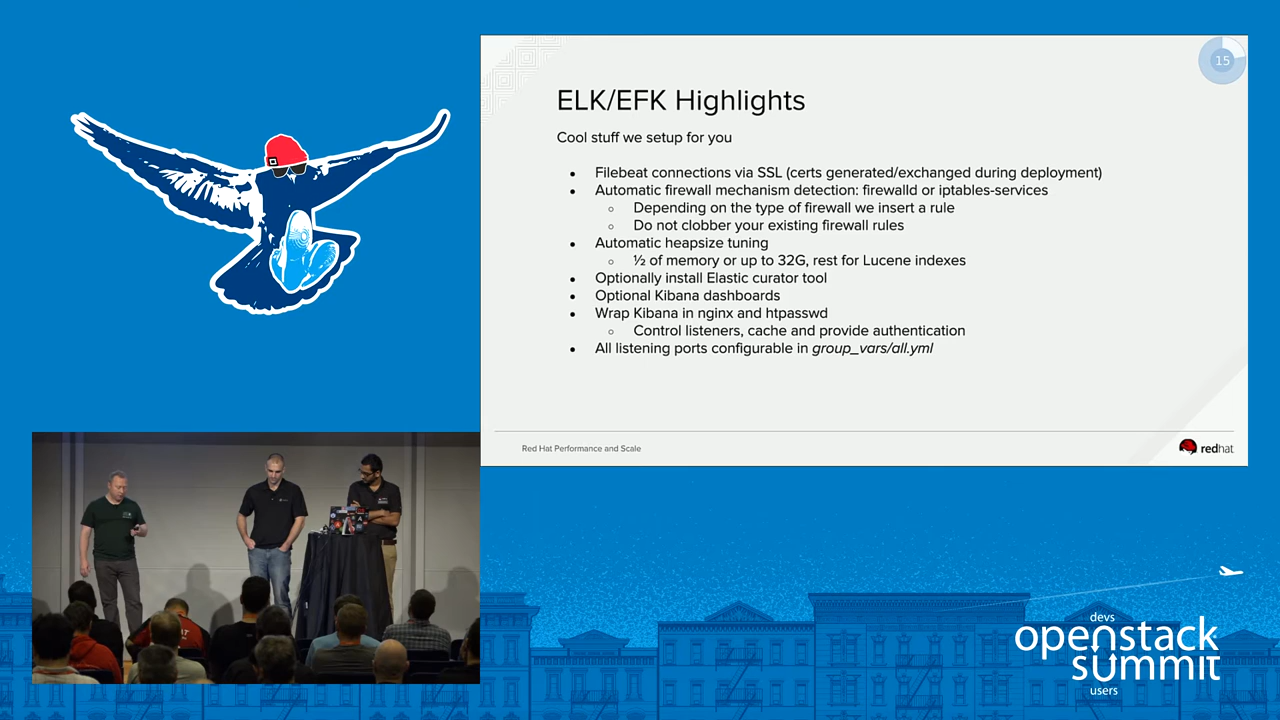 15
ELK/EFK Highlights
Cool stuff we setup for you
● Filebeat connections via SSL (certs generated/exchanged during deployment)
● Automatic firewall mechanism detection: firewalld or iptables-services
○ Depending on the type of firewall we insert a rule
○ Do not clobber your existing firewall rules
● Automatic heapsize tuning
○ ½ of memory or up to 32G, rest for Lucene indexes
● Optionally install Elastic curator tool
● Optional Kibana dashboards
● Wrap Kibana in nginx and htpasswd
○ Control listeners, cache and provide authentication
● All listening ports configurable in group_vars/all.yml
Red Hat Performance and Scale
redhat
devs
openstack
summit
users